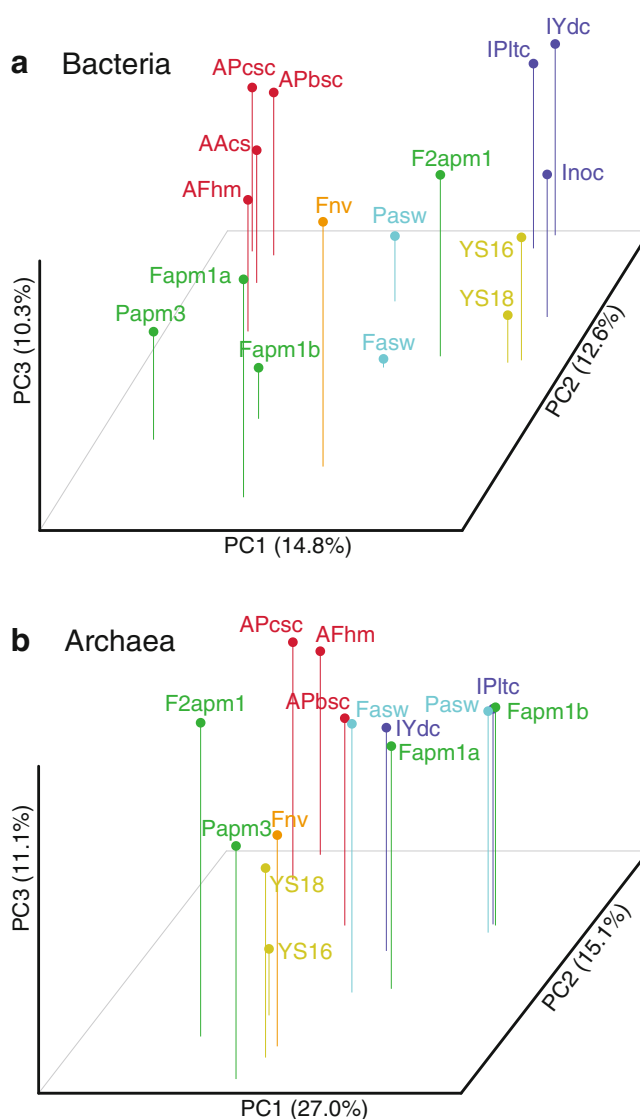 a Bacteria
IYdc
IPltc
APcsc
APbsc
AAcs
F2apm1
Inoc
AFhm
Fnv
Pasw
YS16
Fapm1a
YS18
Papm3
Fapm1b
Fasw
PC3 (10.3%)
PC2 (12.6%)
PC1 (14.8%)
b Archaea
APcsc
AFhm
IPltc
F2apm1
APbsc
Fasw
Pasw
Fapm1b
IYdc
Fapm1a
Papm3
Fnv
YS18
YS16
PC3 (11.1%)
PC2 (15.1%)
PC1 (27.0%)